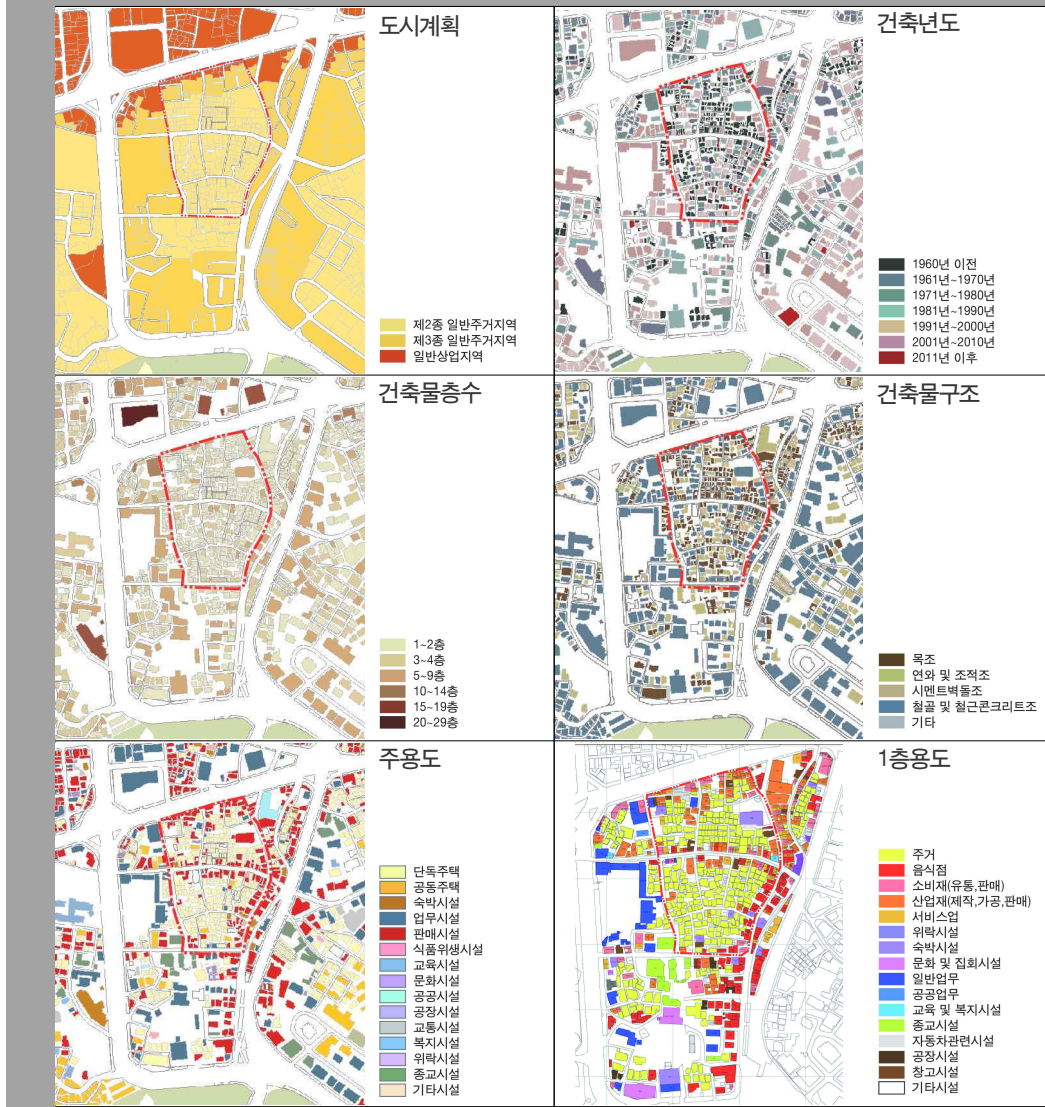 도시계획
제2종 일반주거지역
제3종 일반주거지역
일반상업지역
건축년도
1960년 이전
1961년~1970년
1971년~1980년
1981년~1990년
1991년~2000년
2001년~2010년
2011년 이후
건축물층수
1~2층
3~4층
5~9층
10~14층
15~19층
20~29층
건축물구조
목조
연와 및 조적조
시멘트벽돌조
철골 및 철근콘크리트조
기타
주용도
단독주택
공동주택
숙박시설
업무시설
판매시설
식품위생시설
교육시설
문화시설
공공시설
공장시설
교통시설
복지시설
위락시설
종교시설
기타시설
1층용도
주거
음식점
소비재(유통,판매)
산업재(제작,가공,판매)
서비스업
위락시설
숙박시설
문화 및 집회시설
일반업무
공공업무
교육 및 복지시설
종교시설
자동차관련시설
공장시설
창고시설
기타시설